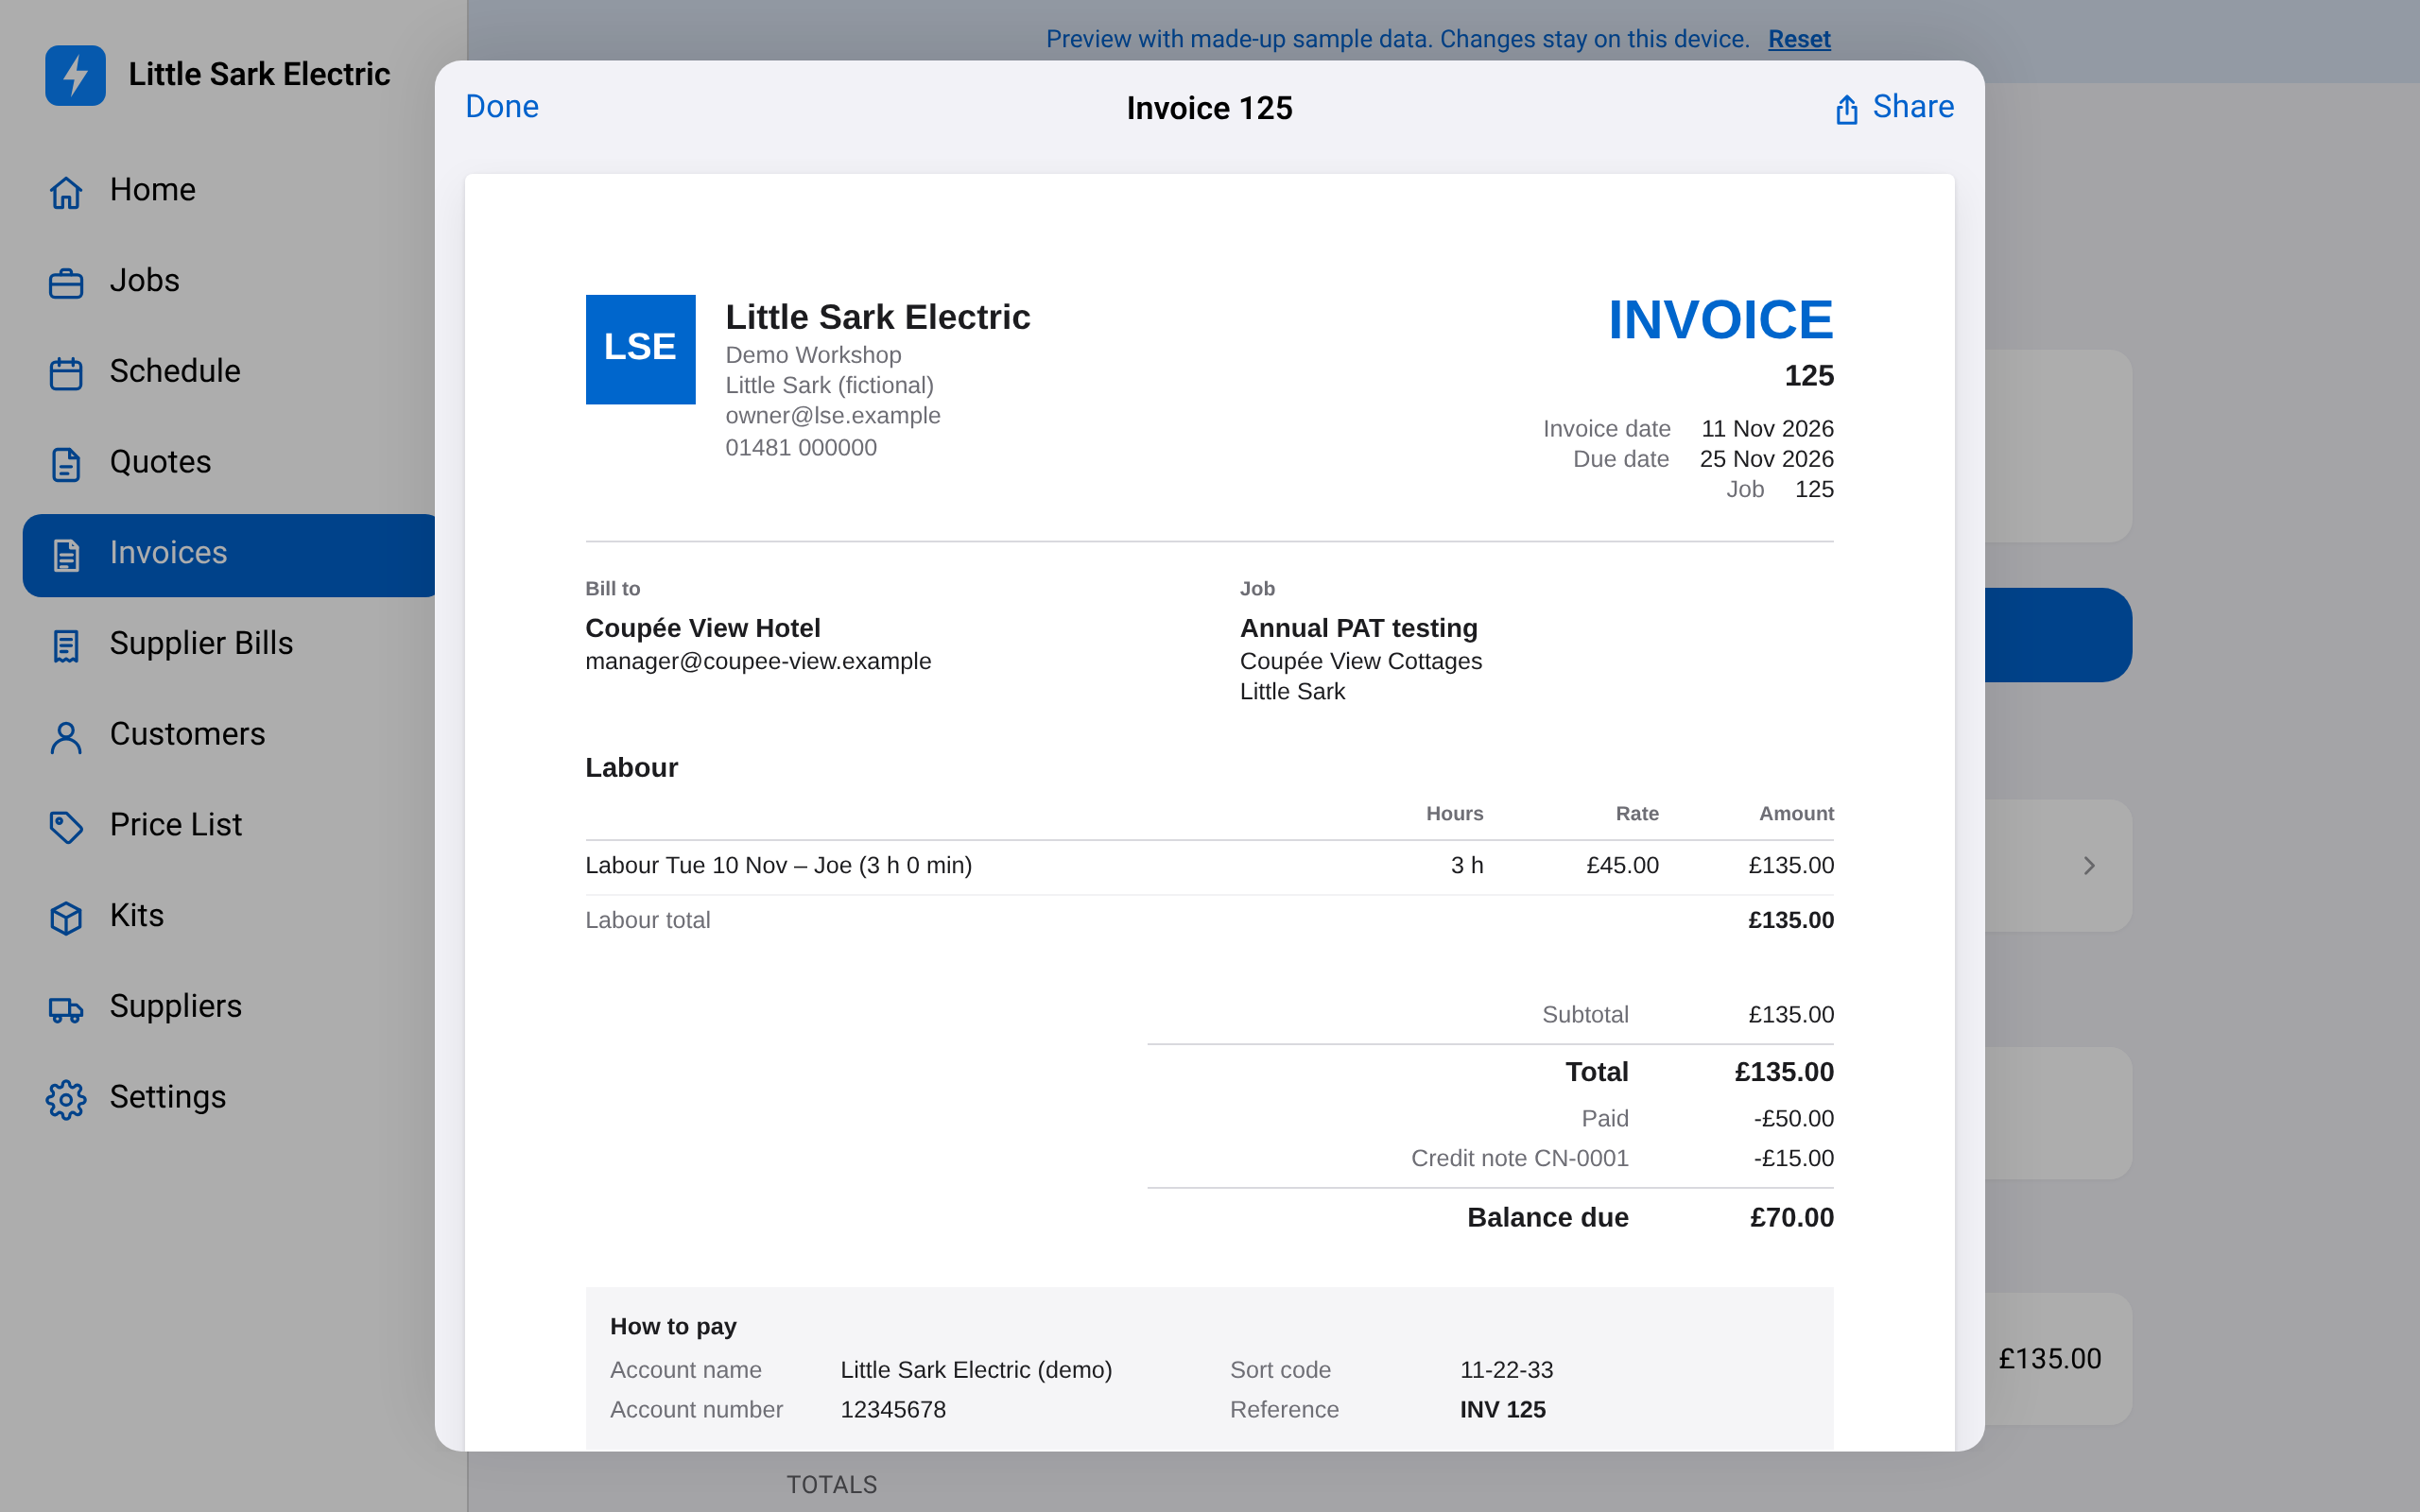 Little Sark Electric
Home
Jobs
Schedule
Quotes
Invoices
Supplier Bills
Customers
Price List
Kits
Suppliers
Settings
Preview with made-up sample data. Changes stay on this device. Reset
Done
Invoice 125
Share
LSE
Little Sark Electric
Demo Workshop
Little Sark (fictional)
owner@lse.example
01481 000000
INVOICE
125
Invoice date 11 Nov 2026
Due date 25 Nov 2026
Job 125
Bill to
Coupée View Hotel
manager@coupee-view.example
Job
Annual PAT testing
Coupée View Cottages
Little Sark
Labour
Hours Rate Amount
Labour Tue 10 Nov – Joe (3 h 0 min) 3 h £45.00 £135.00
Labour total £135.00
Subtotal £135.00
Total £135.00
Paid -£50.00
Credit note CN-0001 -£15.00
Balance due £70.00
How to pay
Account name Little Sark Electric (demo) Sort code 11-22-33
Account number 12345678 Reference INV 125
£135.00
TOTALS